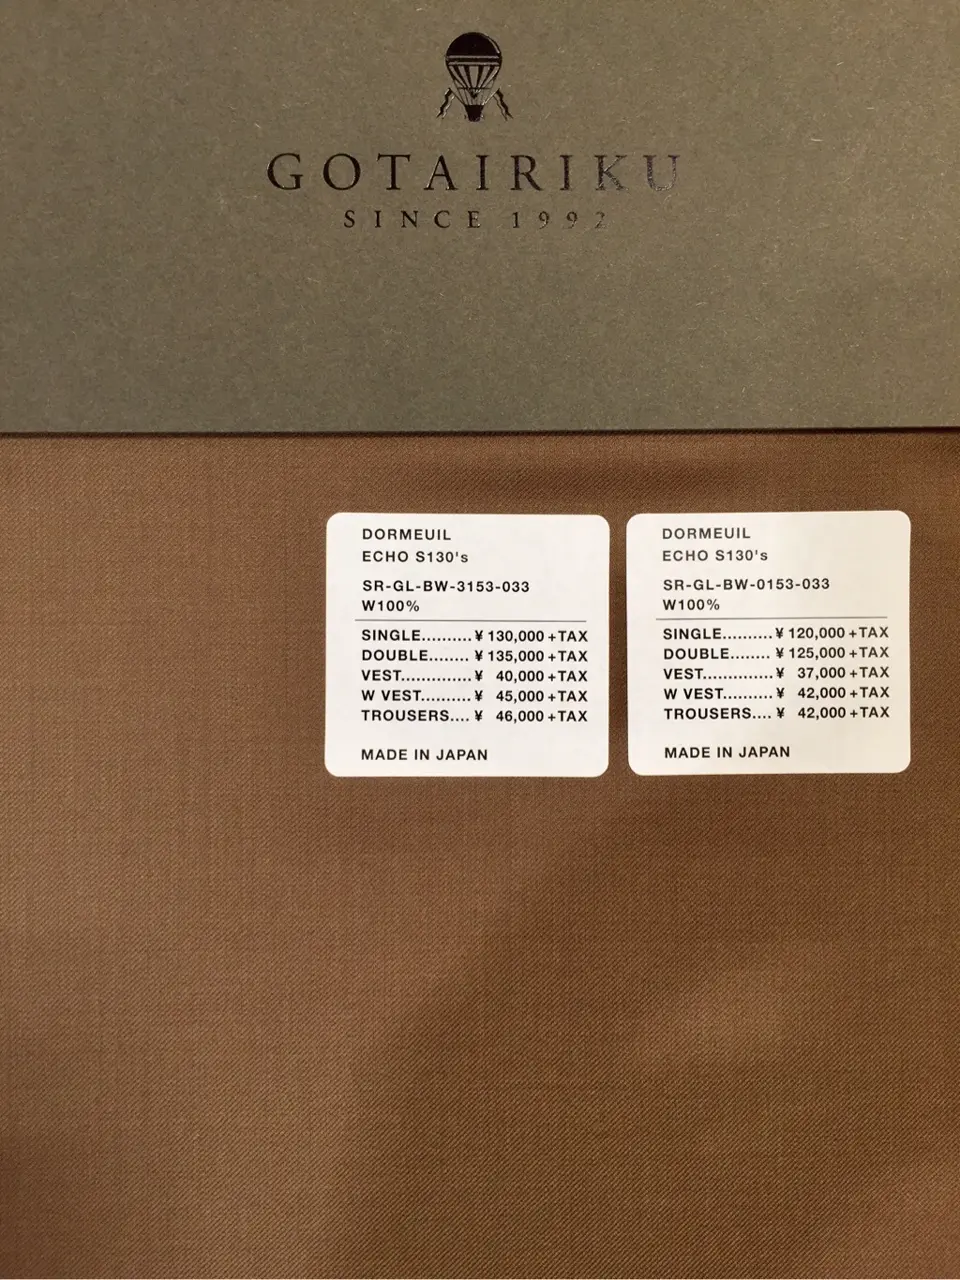 GOTAIRIKU
SINCE 1992
DORMEUIL
ECHO S130's
SR-GL-BW-3153-033
W100%
SINGLE..........¥ 130,000 +TAX
DOUBLE........ ¥ 135,000 +TAX
VEST..............¥ 40,000 +TAX
W VEST..........¥ 45,000 +TAX
TROUSERS.... ¥ 46,000 +TAX
MADE IN JAPAN
DORMEUIL
ECHO S130's
SR-GL-BW-0153-033
W100%
SINGLE..........¥ 120,000 +TAX
DOUBLE........ ¥ 125,000 +TAX
VEST..............¥ 37,000 +TAX
W VEST..........¥ 42,000 +TAX
TROUSERS.... ¥ 42,000 +TAX
MADE IN JAPAN